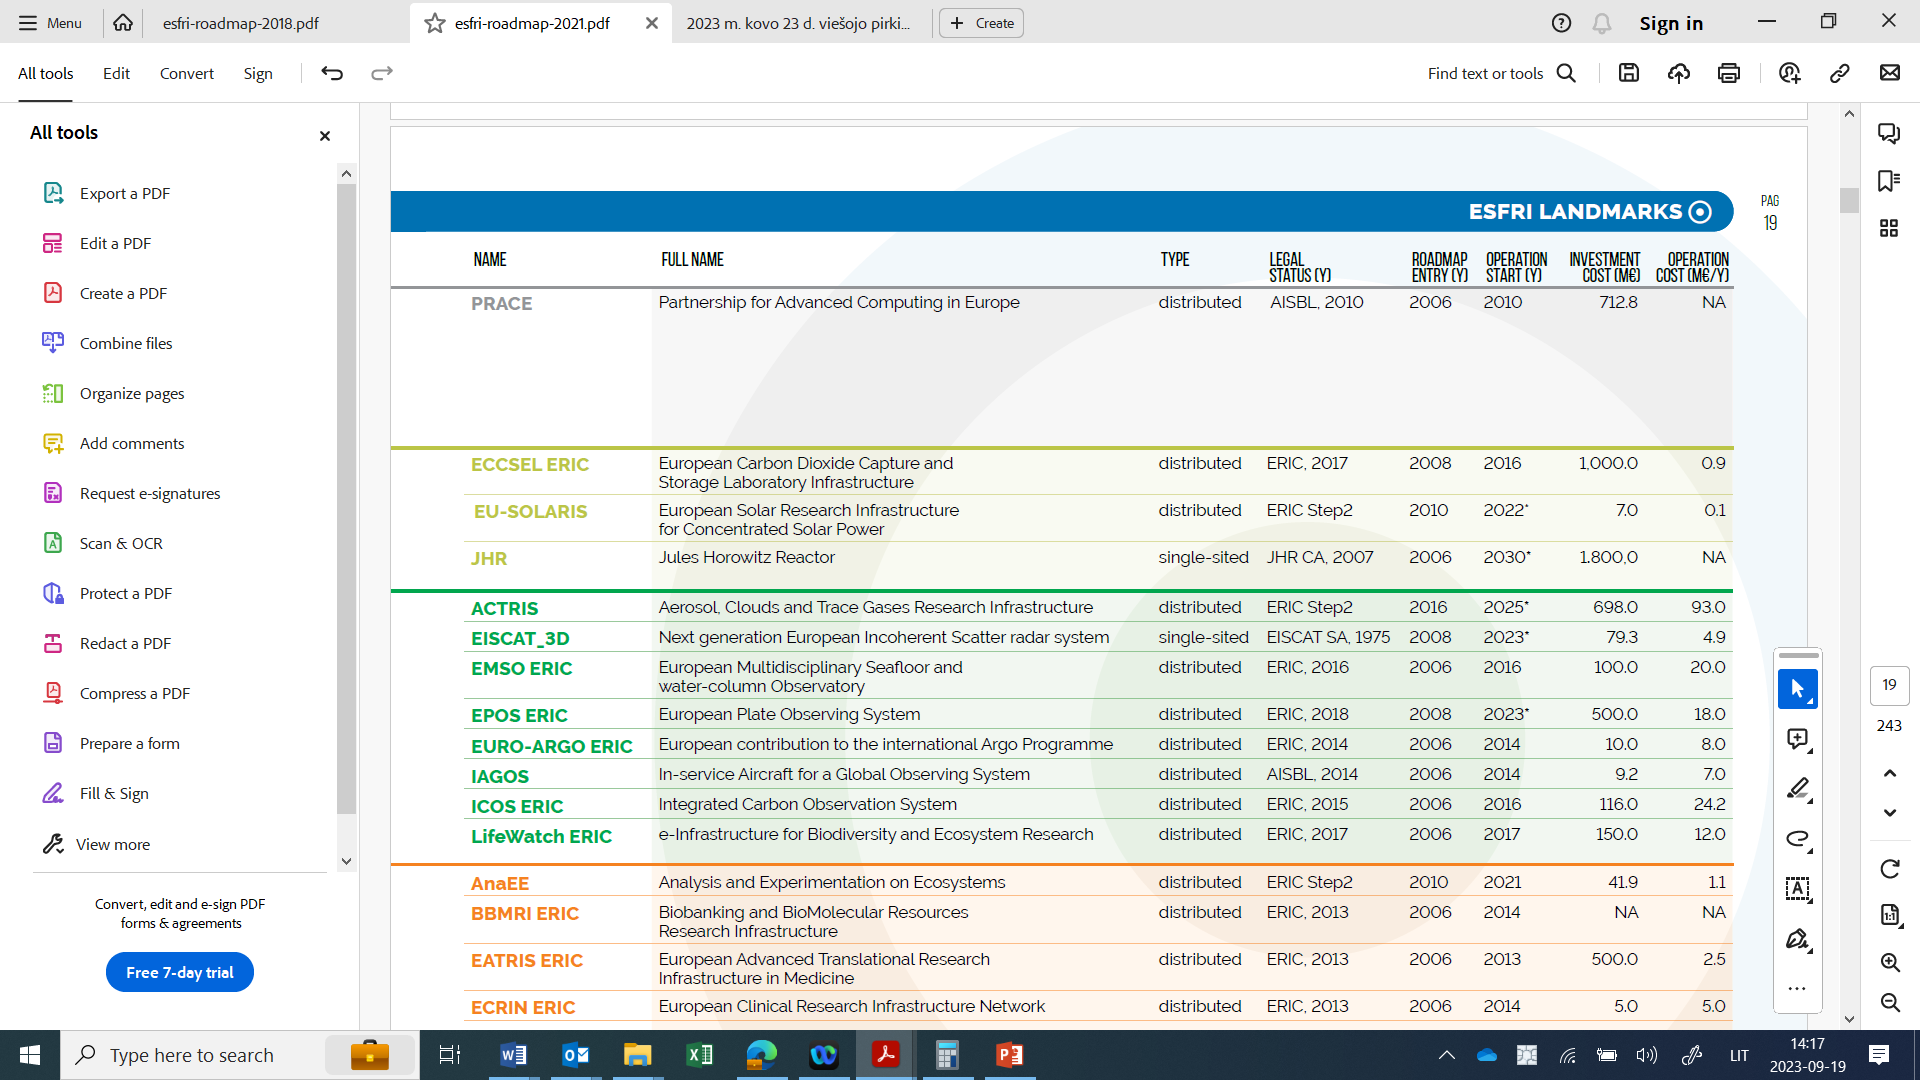 Menu
esfri-roadmap-2018.pdf
esfri-roadmap-2021.pdf
2023 m. kovo 23 d. viešojo pirki...
Create
Sign in
All tools Edit Convert Sign
Find text or tools
All tools
Export a PDF
Edit a PDF
Create a PDF
Combine files
Organize pages
Add comments
Request e-signatures
Scan & OCR
Protect a PDF
Redact a PDF
Compress a PDF
Prepare a form
Fill & Sign
View more
Convert, edit and e-sign PDF
forms & agreements
Free 7-day trial
ESFRI LANDMARKS
PAG
19
NAME FULL NAME TYPE LEGAL STATUS (Y) ROADMAP ENTRY (Y) OPERATION START (Y) INVESTMENT COST (M€) OPERATION COST (M€/Y)
PRACE Partnership for Advanced Computing in Europe distributed AISBL, 2010 2006 2010 712.8 NA
ECCSEL ERIC European Carbon Dioxide Capture and distributed ERIC, 2017 2008 2016 1,000.0 0.9
Storage Laboratory Infrastructure
EU-SOLARIS European Solar Research Infrastructure distributed ERIC Step2 2010 2022* 7.0 0.1
for Concentrated Solar Power
JHR Jules Horowitz Reactor single-sited JHR CA, 2007 2006 2030* 1.800,0 NA
ACTRIS Aerosol, Clouds and Trace Gases Research Infrastructure distributed ERIC Step2 2016 2025* 698.0 93.0
EISCAT_3D Next generation European Incoherent Scatter radar system single-sited EISCAT SA, 1975 2008 2023* 79.3 4.9
EMSO ERIC European Multidisciplinary Seafloor and distributed ERIC, 2016 2006 2016 100.0 20.0
water-column Observatory
EPOS ERIC European Plate Observing System distributed ERIC, 2018 2008 2023* 500.0 18.0
EURO-ARGO ERIC European contribution to the international Argo Programme distributed ERIC, 2014 2006 2014 10.0 8.0
IAGOS In-service Aircraft for a Global Observing System distributed AISBL, 2014 2006 2014 9.2 7.0
ICOS ERIC Integrated Carbon Observation System distributed ERIC, 2015 2006 2016 116.0 24.2
LifeWatch ERIC e-Infrastructure for Biodiversity and Ecosystem Research distributed ERIC, 2017 2006 2017 150.0 12.0
AnaEE Analysis and Experimentation on Ecosystems distributed ERIC Step2 2010 2021 41.9 1.1
BBMRI ERIC Biobanking and BioMolecular Resources distributed ERIC, 2013 2006 2014 NA NA
Research Infrastructure
EATRIS ERIC European Advanced Translational Research distributed ERIC, 2013 2006 2013 500.0 2.5
Infrastructure in Medicine
ECRIN ERIC European Clinical Research Infrastructure Network distributed ERIC, 2013 2006 2014 5.0 5.0
19
243
1:1
Type here to search
LIT
14:17
2023-09-19